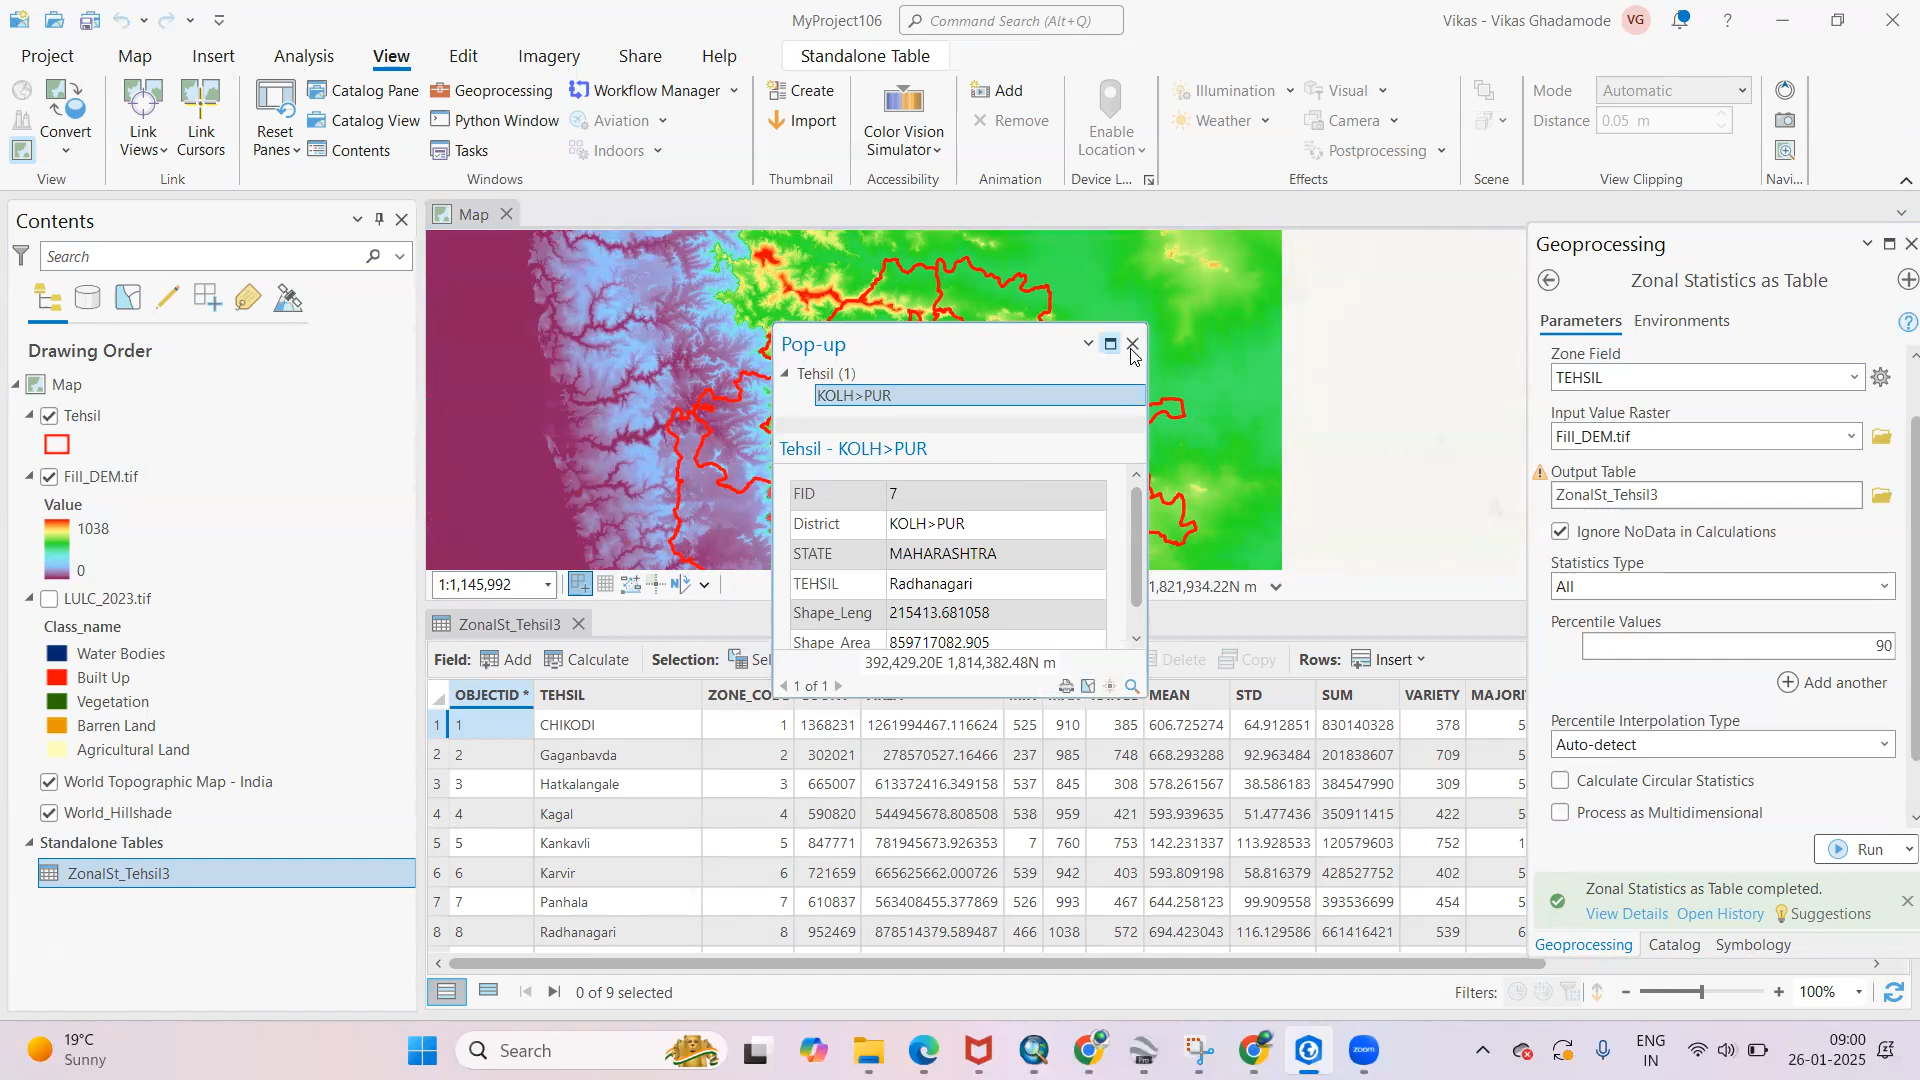 MyProject106
Command Search (Alt+Q)
Vikas - Vikas Ghadamode
VG
?
Project
Map
Insert
Analysis
View
Edit
Imagery
Share
Help
Standalone Table
Convert
Link Views
Link Cursors
Reset Panes
Catalog Pane
Catalog View
Contents
Geoprocessing
Python Window
Tasks
Workflow Manager
Aviation
Indoors
Create
Import
Color Vision Simulator
Add
Remove
Enable Location
Illumination
Weather
Visual
Camera
Postprocessing
Mode
Automatic
Distance
0.05 m
View
Link
Windows
Thumbnail
Accessibility
Animation
Device L...
Effects
Scene
View Clipping
Navi...
Contents
Search
Drawing Order
Map
Tehsil
Fill_DEM.tif
Value
1038
0
LULC_2023.tif
Class_name
Water Bodies
Built Up
Vegetation
Barren Land
Agricultural Land
World Topographic Map - India
World_Hillshade
Standalone Tables
ZonalSt_Tehsil3
Map
Pop-up
Tehsil (1)
KOLH>PUR
Tehsil - KOLH>PUR
FID 7
District KOLH>PUR
STATE MAHARASHTRA
TEHSIL Radhanagari
Shape_Leng 215413.681058
Shape_Area 859717082.905
392,429.20E 1,814,382.48N m
1 of 1
1:1,145,992
1,821,934.22N m
ZonalSt_Tehsil3
Field: Add Calculate Selection: Sel Delete Copy Rows: Insert
OBJECTID * TEHSIL ZONE_CO MEAN STD SUM VARIETY MAJORI
1 1 CHIKODI 1 1368231 1261994467.116624 525 910 385 606.725274 64.912851 830140328 378 5
2 2 Gaganbavda 2 302021 278570527.16466 237 985 748 668.293288 92.963484 201838607 709 5
3 3 Hatkalangale 3 665007 613372416.349158 537 845 308 578.261567 38.586183 384547990 309 5
4 4 Kagal 4 590820 544945678.808508 538 959 421 593.939635 51.477436 350911415 422 5
5 5 Kankavli 5 847771 781945673.926353 7 760 753 142.231337 113.928533 120579603 752 1
6 6 Karvir 6 721659 665625662.000726 539 942 403 593.809198 58.816379 428527752 402 5
7 7 Panhala 7 610837 563408455.377869 526 993 467 644.258123 99.909558 393536699 454 5
8 8 Radhanagari 8 952469 878514379.589487 466 1038 572 694.423043 116.129586 661416421 539 5
0 of 9 selected
Filters:
100%
Geoprocessing
Zonal Statistics as Table
Parameters Environments
?
Zone Field
TEHSIL
Input Value Raster
Fill_DEM.tif
Output Table
ZonalSt_Tehsil3
Ignore NoData in Calculations
Statistics Type
All
Percentile Values
90
Add another
Percentile Interpolation Type
Auto-detect
Calculate Circular Statistics
Process as Multidimensional
Run
Zonal Statistics as Table completed.
View Details Open History Suggestions
Geoprocessing Catalog Symbology
19°C
Sunny
Search
Pro
zoom
ENG
IN
09:00
26-01-2025